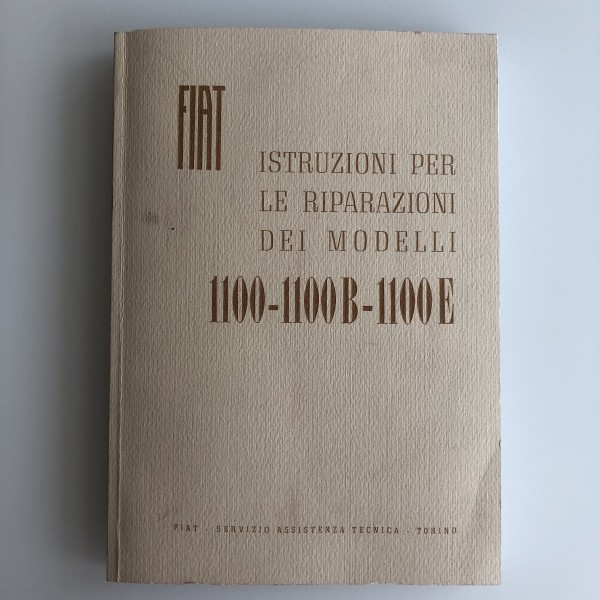 FIAT
ISTRUZIONI PER
LE RIPARAZIONI
DEI MODELLI
1100-1100B-1100E
FIAT - SERVIZIO ASSISTENZA TECNICA - TORINO